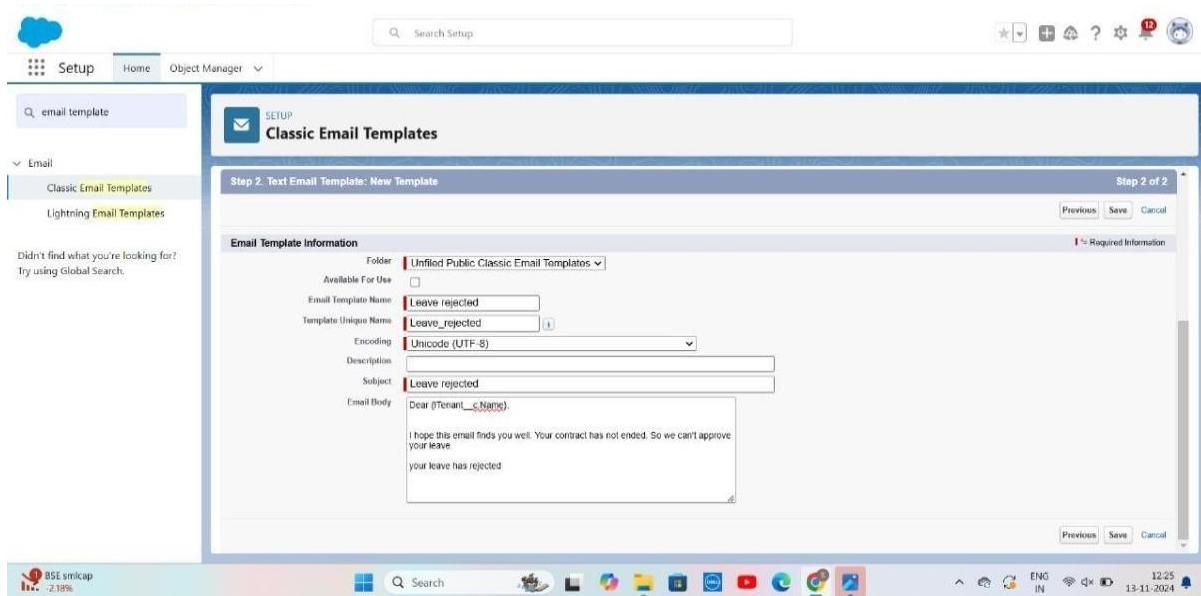 Search Setup
12
Setup
Home
Object Manager
email template
Email
Classic Email Templates
Lightning Email Templates
Didn't find what you're looking for?
Try using Global Search.
SETUP
Classic Email Templates
Step 2. Text Email Template: New Template
Step 2 of 2
Previous Save Cancel
Email Template Information
= Required Information
Folder Unfiled Public Classic Email Templates
Available For Use
Email Template Name Leave rejected
Template Unique Name Leave_rejected
i
Encoding Unicode (UTF-8)
Description
Subject Leave rejected
Email Body Dear {!Tenant__c.Name},
I hope this email finds you well. Your contract has not ended. So we can't approve
your leave
your leave has rejected
Previous Save Cancel
BSE smlcap
-2.18%
Search
ENG
IN
12:25
13-11-2024